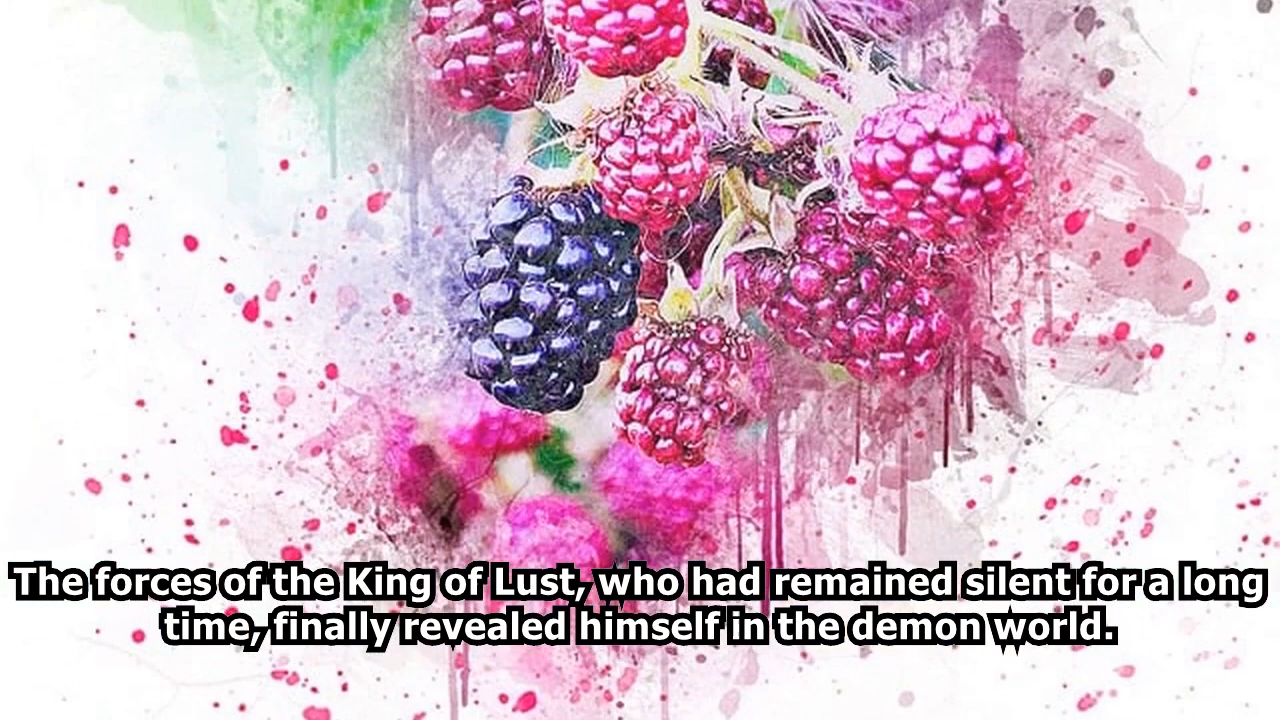 The forces of the King of Lust, who had remained silent for a long
time, finally revealed himself in the demon world.